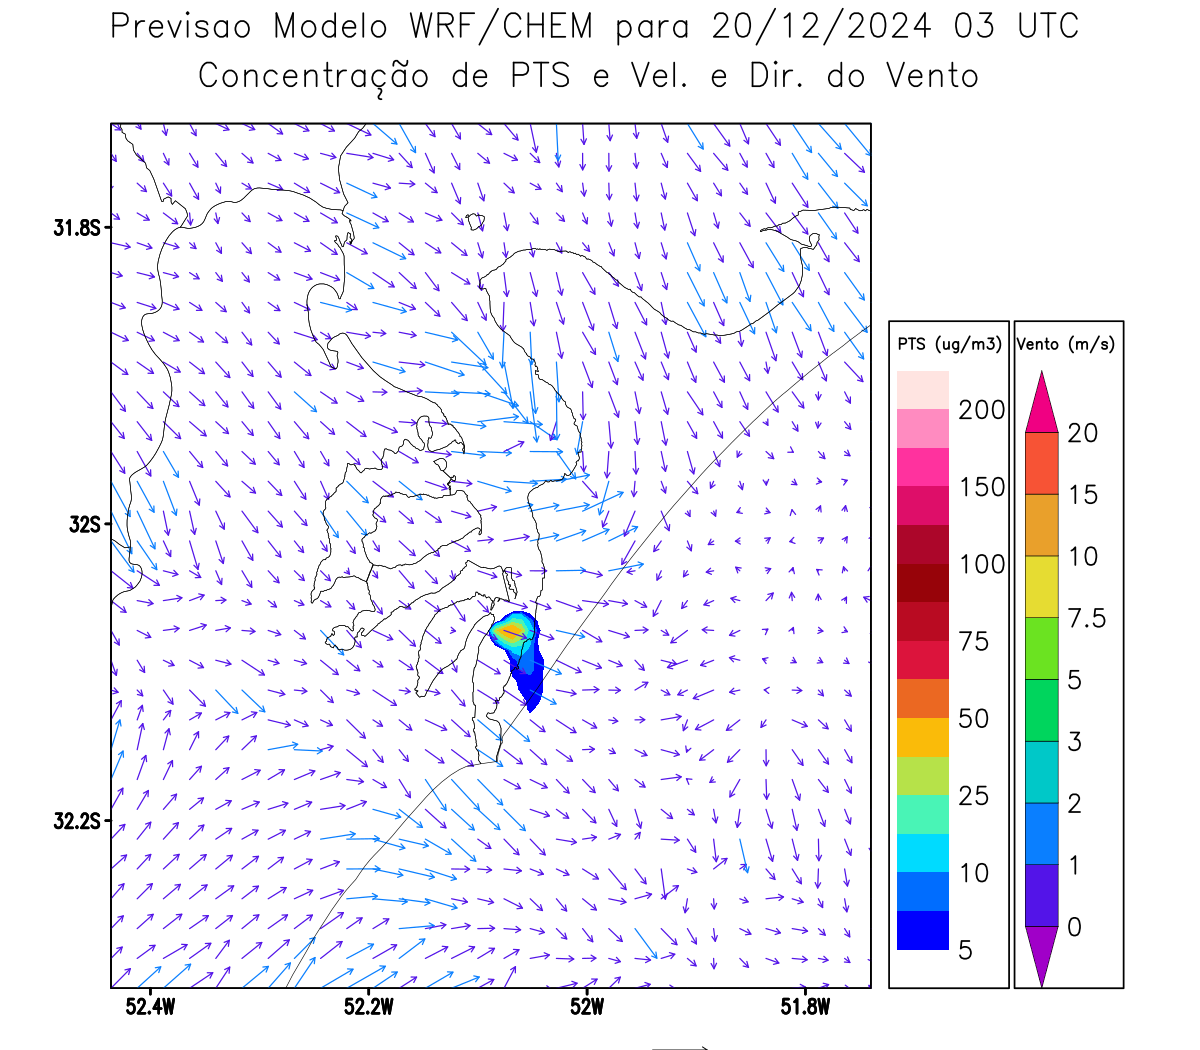 Previsao Modelo WRF/CHEM para 20/12/2024 03 UTC
Concentração de PTS e Vel. e Dir. do Vento
31.8S
32S
32.2S
52.4W 52.2W 52W 51.8W
PTS (ug/m3)
200
150
100
75
50
25
10
5
Vento (m/s)
20
15
10
7.5
5
3
2
1
0